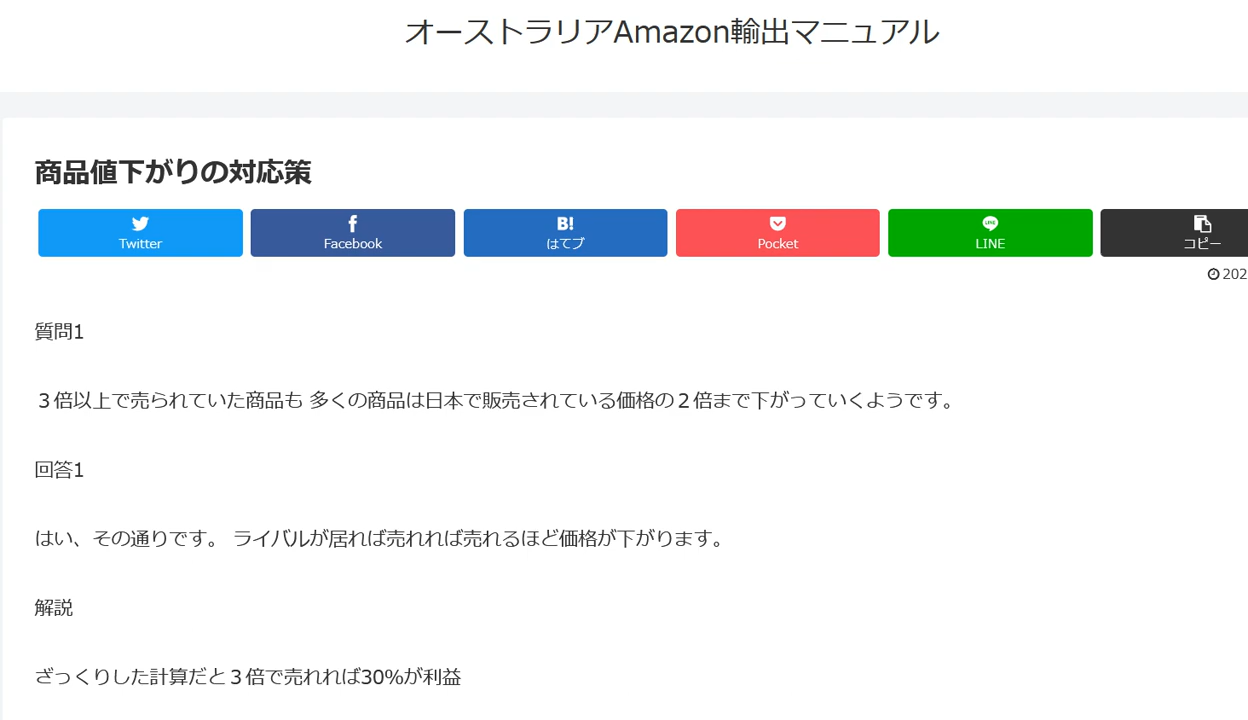 オーストラリアAmazon輸出マニュアル
商品値下がりの対応策
Twitter
Facebook
B!
はてブ
Pocket
LINE
コピー
202
質問1
３倍以上で売られていた商品も 多くの商品は日本で販売されている価格の２倍まで下がっていくようです。
回答1
はい、その通りです。 ライバルが居れば売れれば売れるほど価格が下がります。
解説
ざっくりした計算だと３倍で売れれば30%が利益